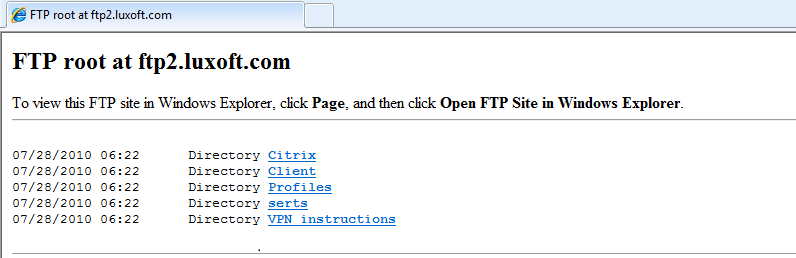 FTP root at ftp2.luxoft.com
FTP root at ftp2.luxoft.com
To view this FTP site in Windows Explorer, click Page, and then click Open FTP Site in Windows Explorer.
07/28/2010 06:22 Directory Citrix
07/28/2010 06:22 Directory Client
07/28/2010 06:22 Directory Profiles
07/28/2010 06:22 Directory serts
07/28/2010 06:22 Directory VPN instructions
.